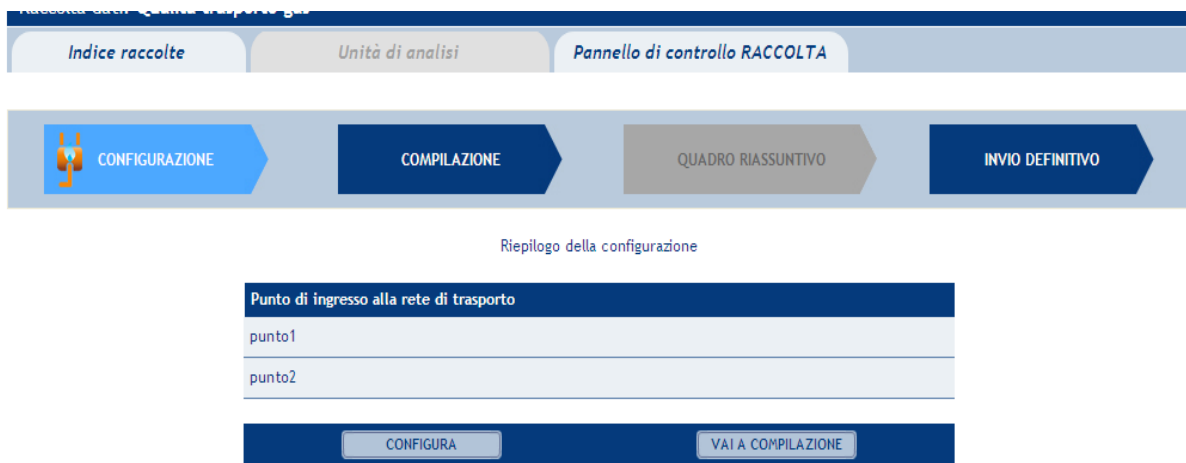 Indice raccolte Unità di analisi Pannello di controllo RACCOLTA
CONFIGURAZIONE COMPILAZIONE QUADRO RIASSUNTIVO INVIO DEFINITIVO
Riepilogo della configurazione
Punto di ingresso alla rete di trasporto
punto1
punto2
CONFIGURA VAI A COMPILAZIONE